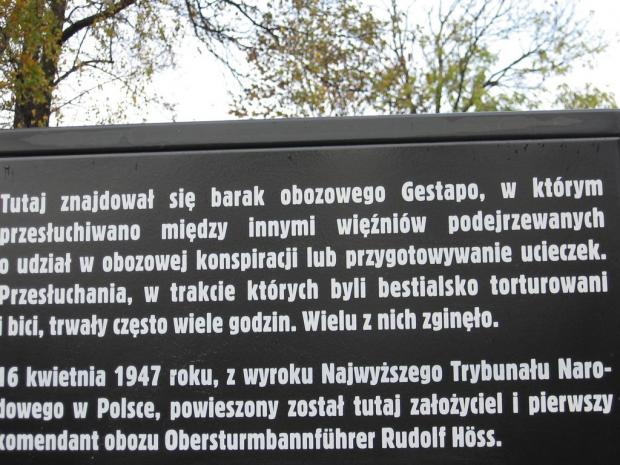 Tutaj znajdował się barak obozowego Gestapo, w którym
przesłuchiwano między innymi więźniów podejrzewanych
o udział w obozowej konspiracji lub przygotowywanie ucieczek.
Przesłuchania, w trakcie których byli bestialsko torturowani
i bici, trwały często wiele godzin. Wielu z nich zginęło.
16 kwietnia 1947 roku, z wyroku Najwyższego Trybunału Naro-
dowego w Polsce, powieszony został tutaj założyciel i pierwszy
komendant obozu Obersturmbannführer Rudolf Höss.